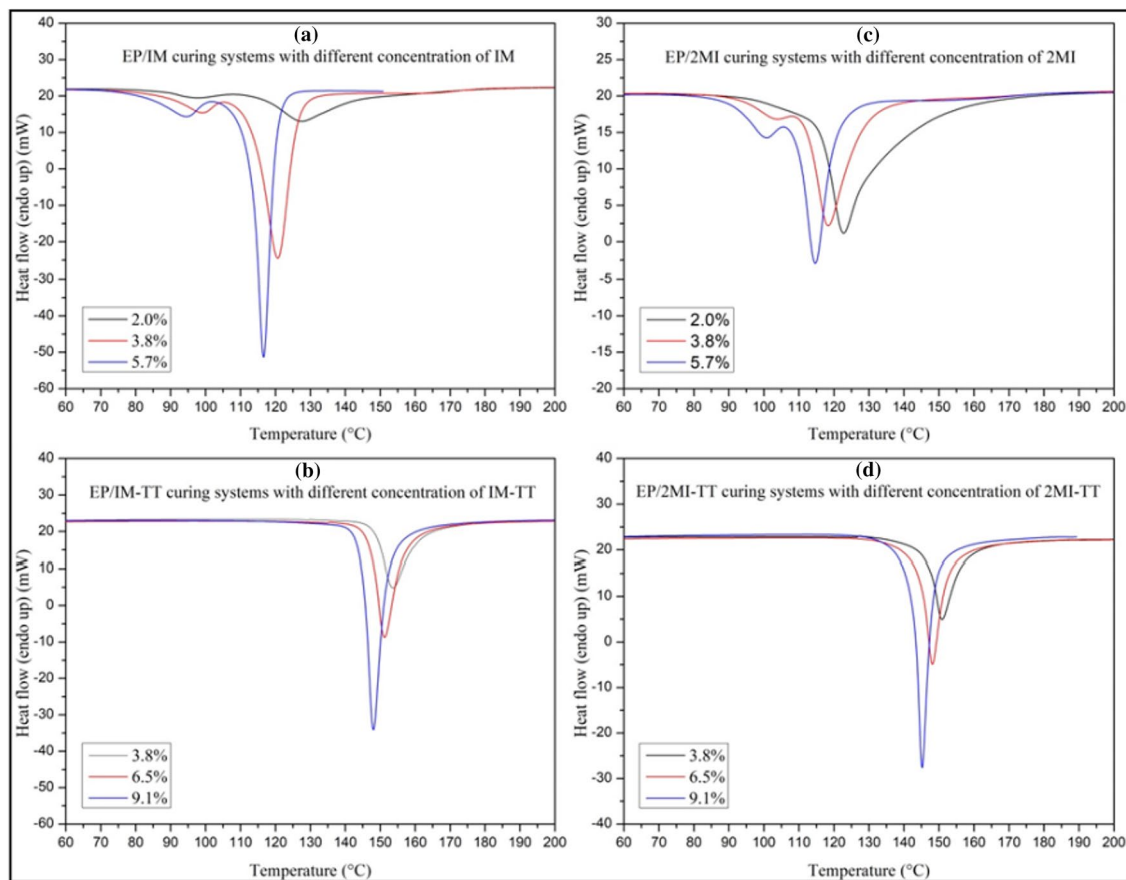 (a)
EP/IM curing systems with different concentration of IM
Heat flow (endo up) (mW)
40
30
20
10
0
-10
-20
-30
-40
-50
-60
2.0%
3.8%
5.7%
60 70 80 90 100 110 120 130 140 150 160 170 180 190 200
Temperature (°C)
(c)
EP/2MI curing systems with different concentration of 2MI
Heat flow (endo up) (mW)
30
25
20
15
10
5
0
-5
-10
-15
-20
2.0%
3.8%
5.7%
60 70 80 90 100 110 120 130 140 150 160 170 180 190 200
Temperature (°C)
(b)
EP/IM-TT curing systems with different concentration of IM-TT
Heat flow (endo up) (mW)
40
30
20
10
0
-10
-20
-30
-40
-50
-60
3.8%
6.5%
9.1%
60 70 80 90 100 110 120 130 140 150 160 170 180 190 200
Temperature (°C)
(d)
EP/2MI-TT curing systems with different concentration of 2MI-TT
Heat flow (endo up) (mW)
40
30
20
10
0
-10
-20
-30
-40
3.8%
6.5%
9.1%
60 70 80 90 100 110 120 130 140 150 160 170 180 190 200
Temperature (°C)